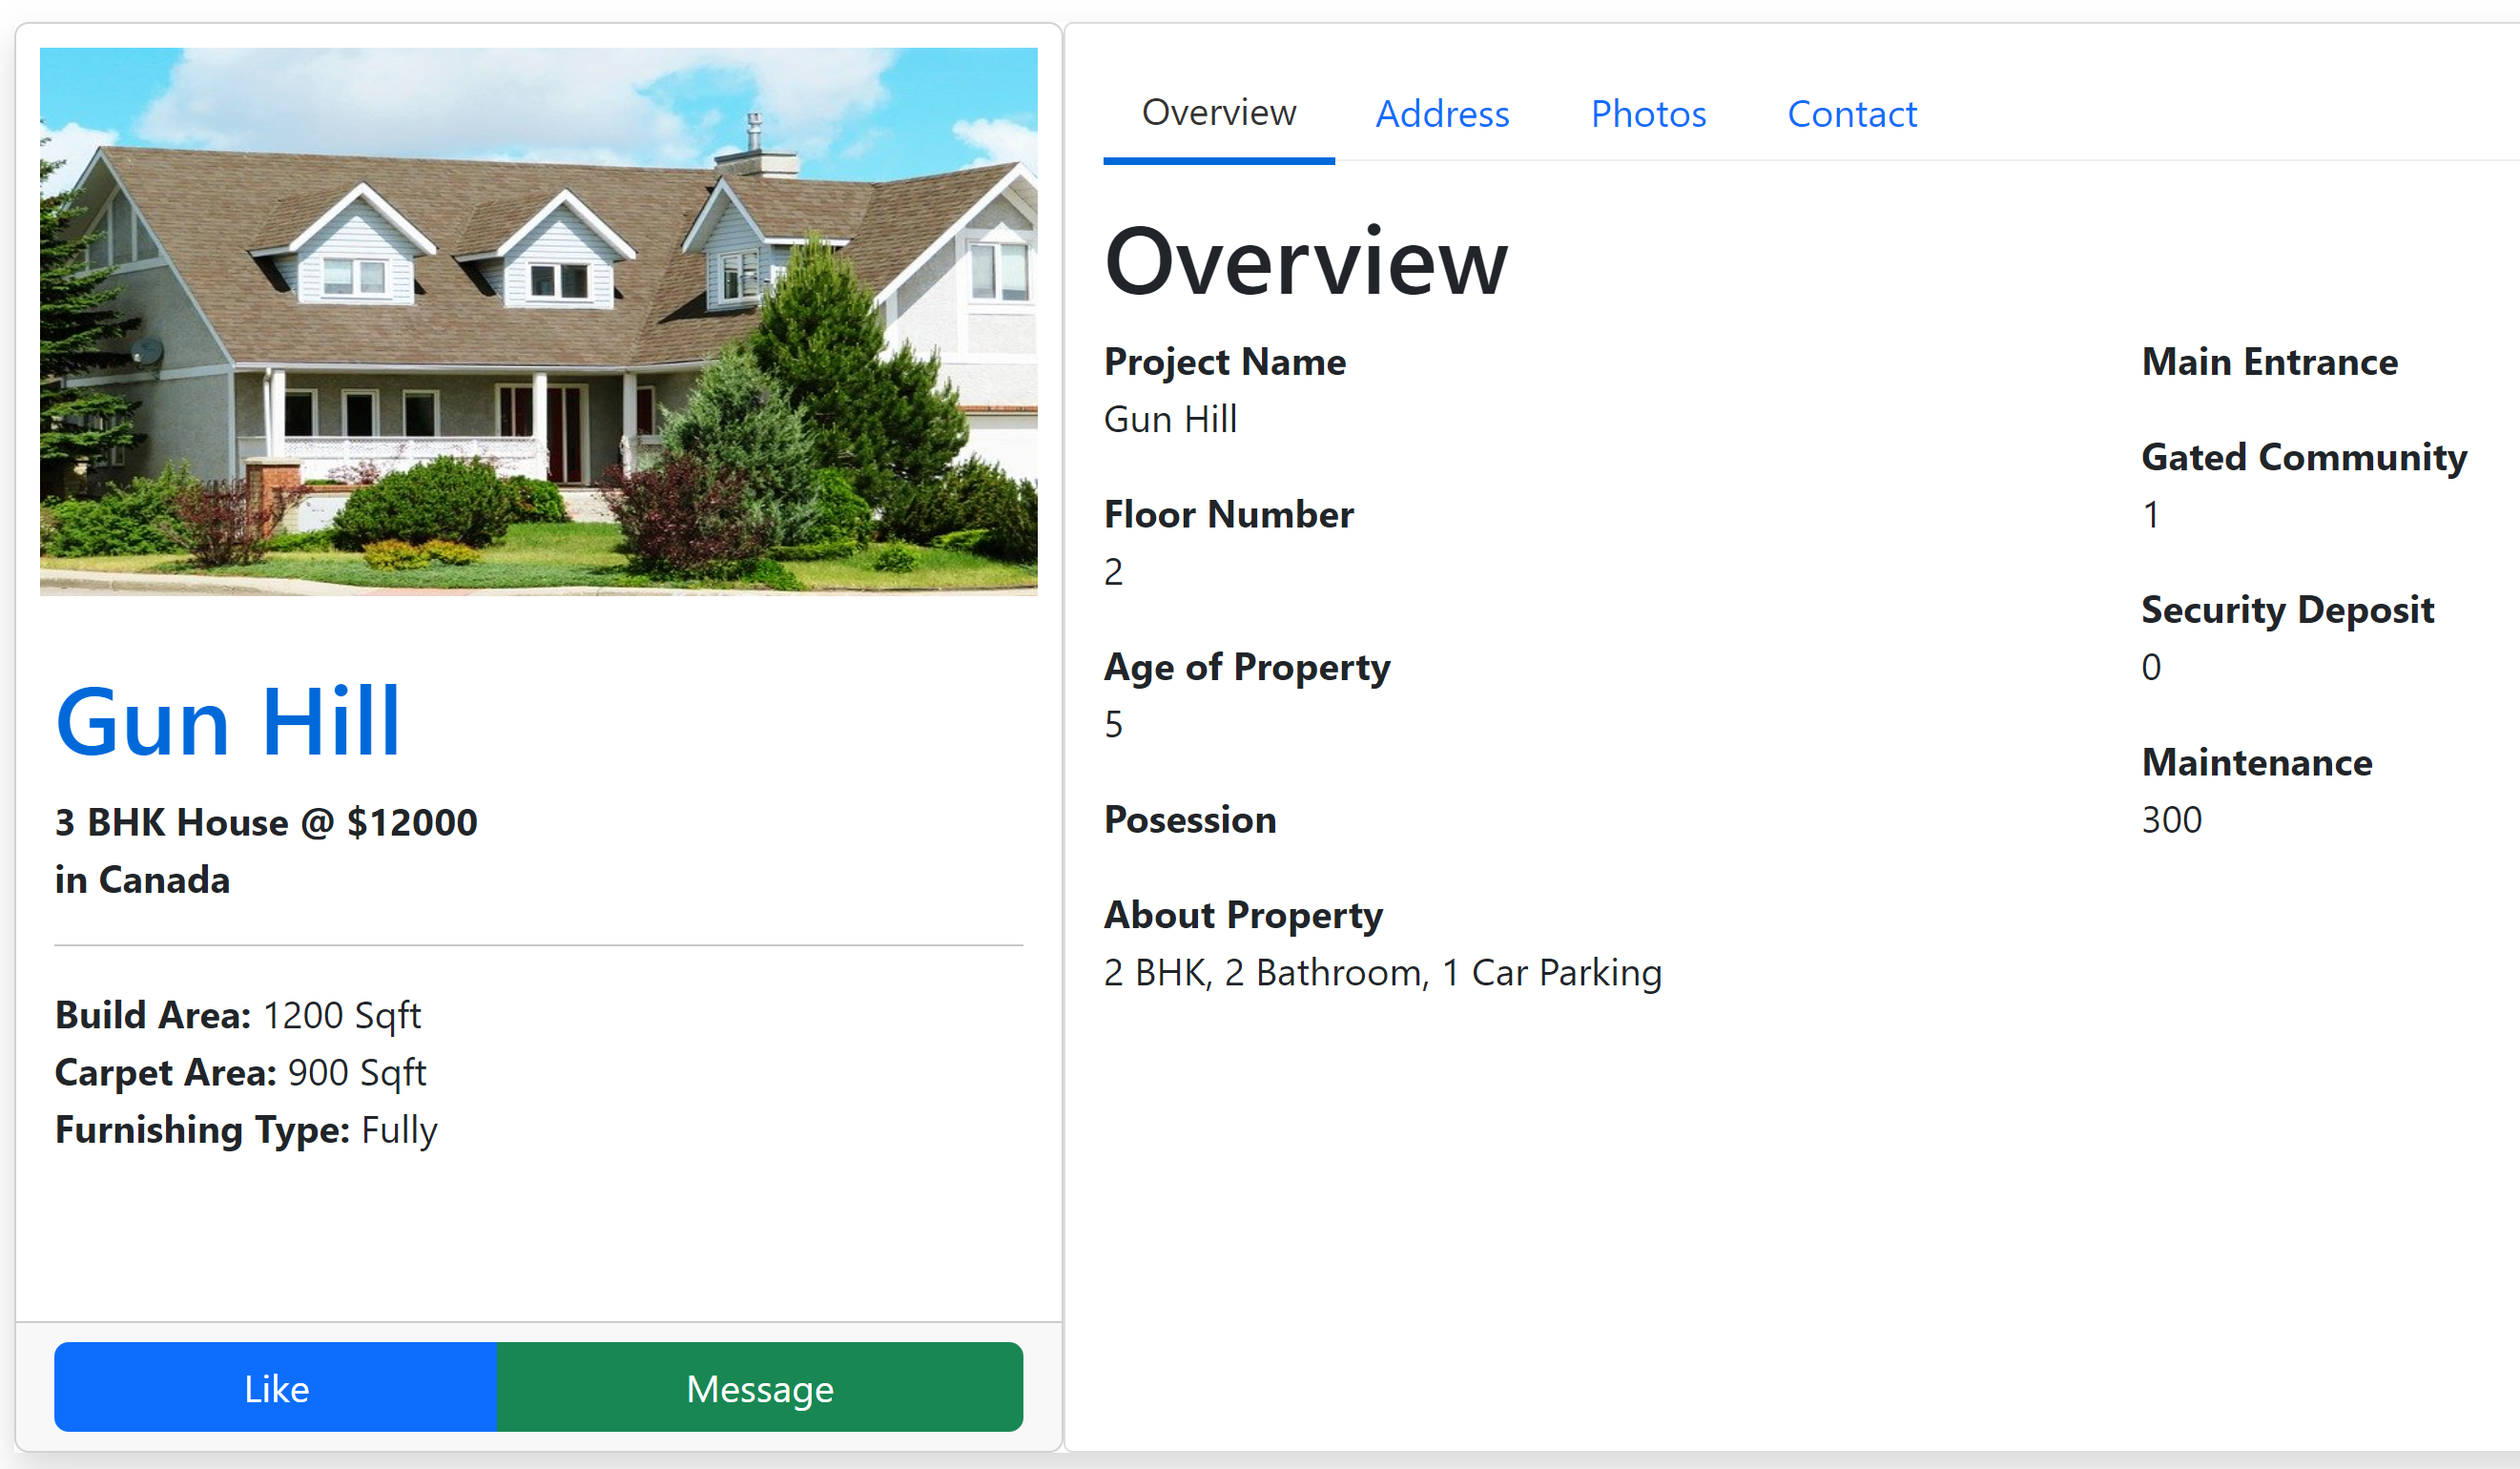 Gun Hill
3 BHK House @ $12000
in Canada
Build Area: 1200 Sqft
Carpet Area: 900 Sqft
Furnishing Type: Fully
Like
Message
Overview
Address
Photos
Contact
Overview
Project Name
Gun Hill
Floor Number
2
Age of Property
5
Posession
About Property
2 BHK, 2 Bathroom, 1 Car Parking
Main Entrance
Gated Community
1
Security Deposit
0
Maintenance
300